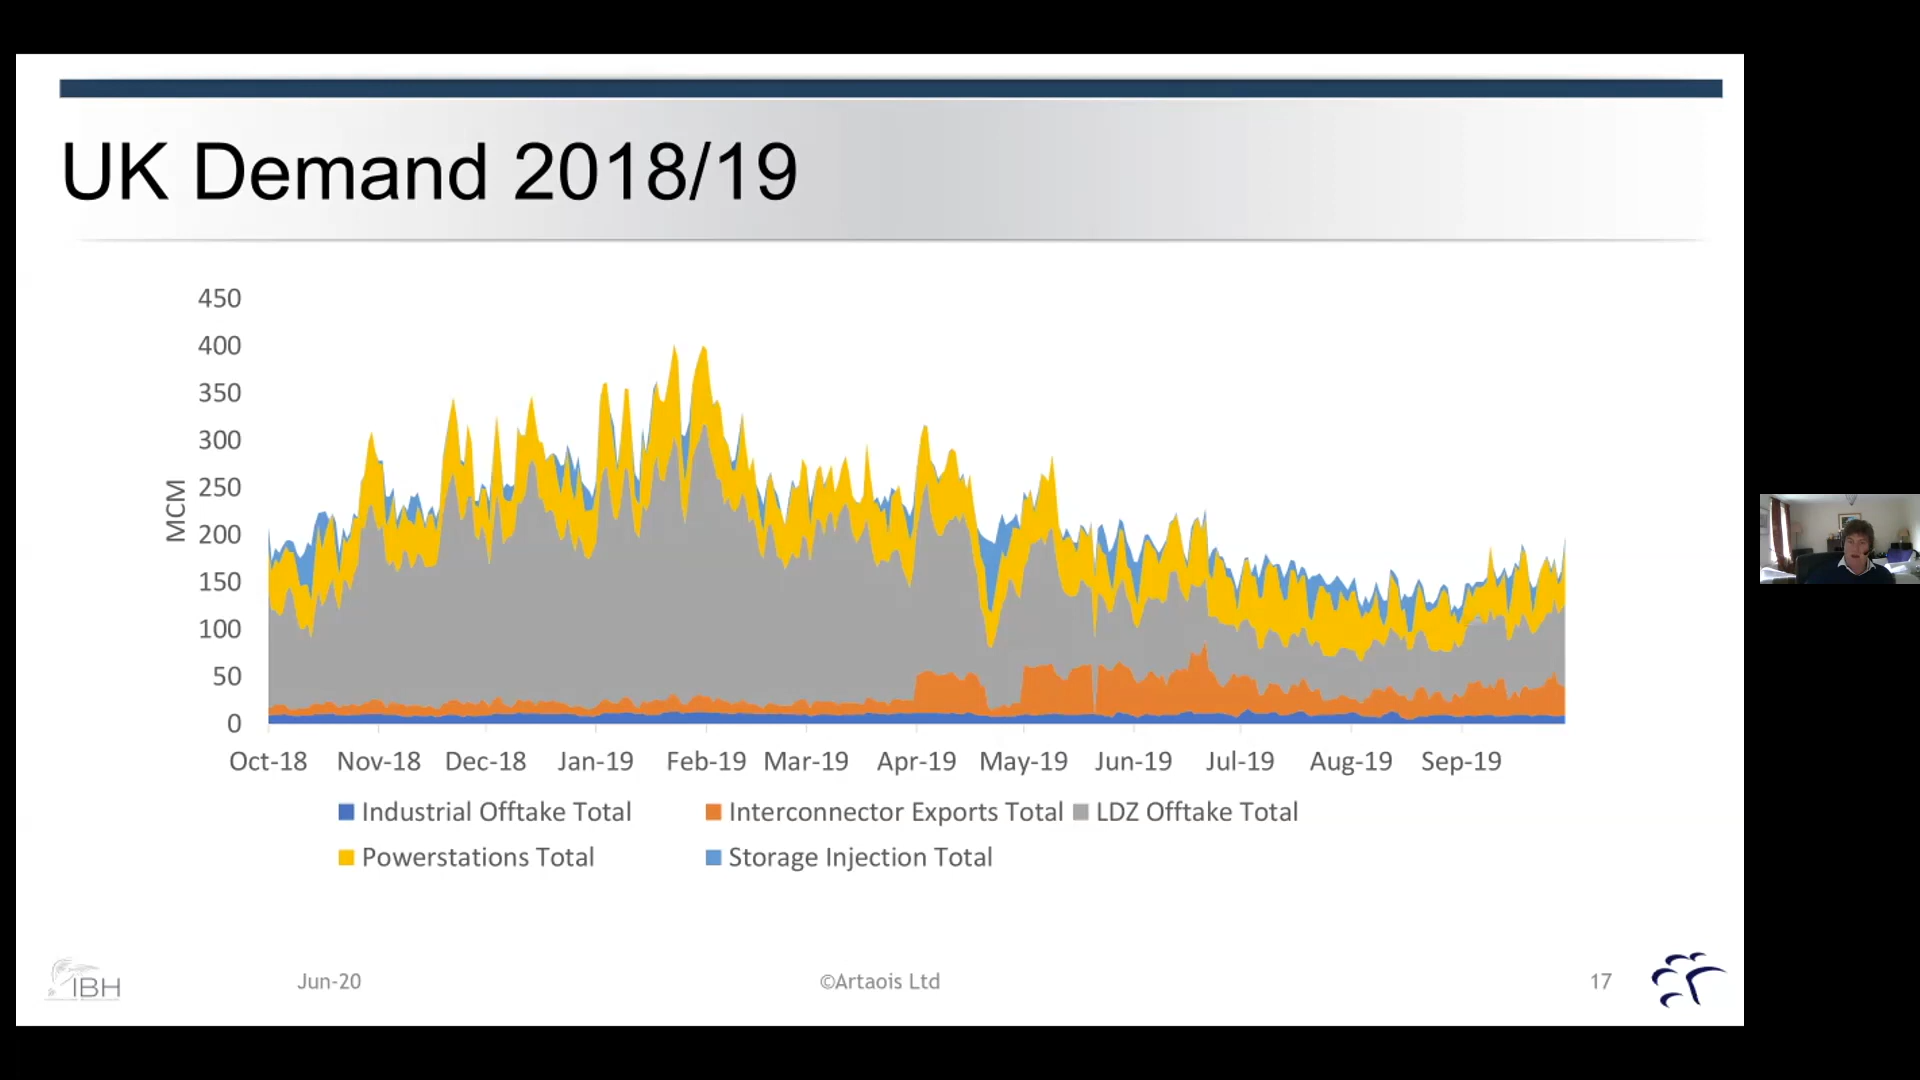 UK Demand 2018/19
450
400
350
300
250
200
150
100
50
0
MCM
Oct-18 Nov-18 Dec-18 Jan-19 Feb-19 Mar-19 Apr-19 May-19 Jun-19 Jul-19 Aug-19 Sep-19
Industrial Offtake Total Interconnector Exports Total LDZ Offtake Total
Powerstations Total Storage Injection Total
IBH Jun-20 ©Artaois Ltd 17